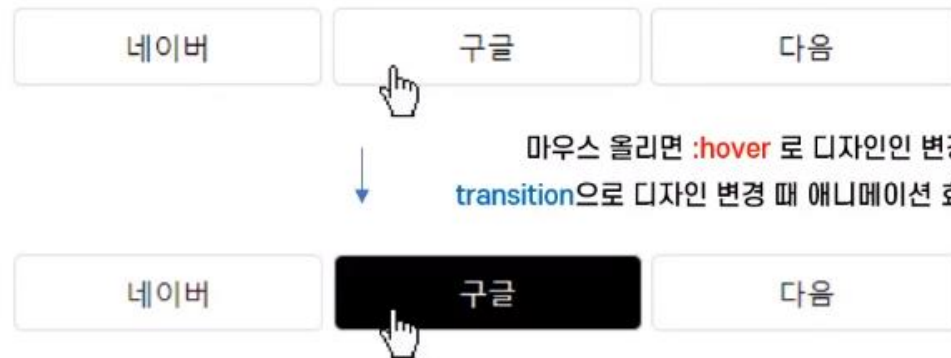 네이버 구글 다음
마우스 올리면 :hover 로 디자인인
transition으로 디자인 변경 때 애니메이션
네이버 구글 다음